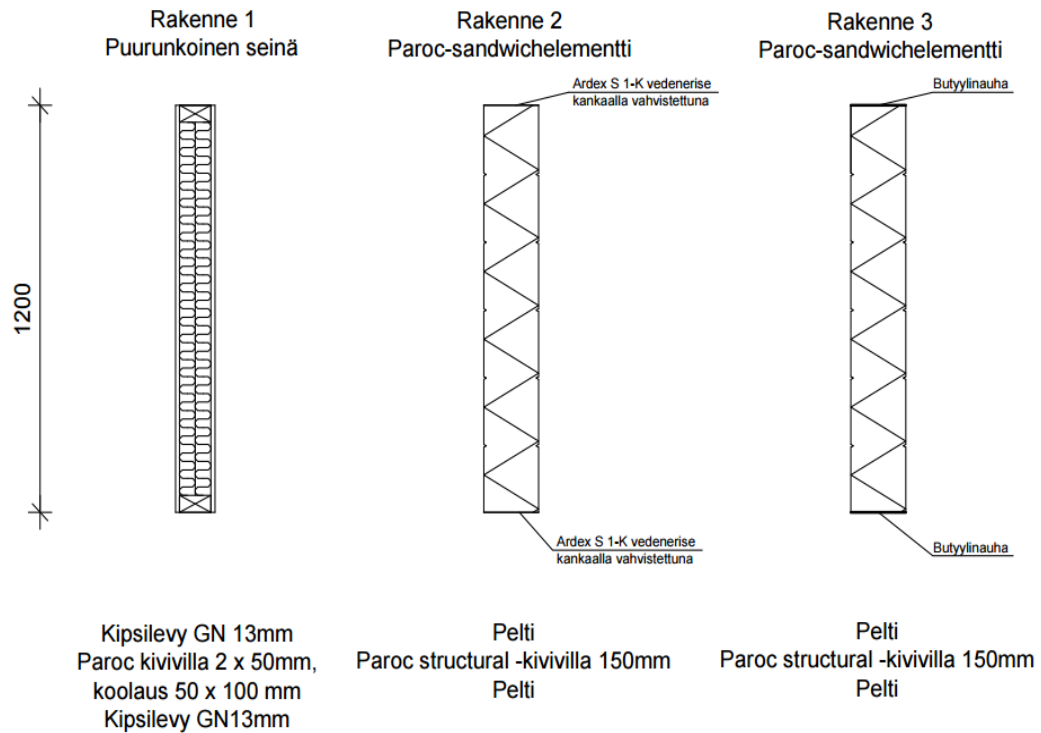 Rakenne 1
Puurunkoinen seinä
Rakenne 2
Paroc-sandwichelementti
Rakenne 3
Paroc-sandwichelementti
Ardex S 1-K vedenerise
kankaalla vahvistettuna
Butyylinauha
1200
Ardex S 1-K vedenerise
kankaalla vahvistettuna
Butyylinauha
Kipsilevy GN 13mm
Paroc kivivilla 2 x 50mm,
koolaus 50 x 100 mm
Kipsilevy GN13mm
Pelti
Paroc structural -kivivilla 150mm
Pelti
Pelti
Paroc structural -kivivilla 150mm
Pelti